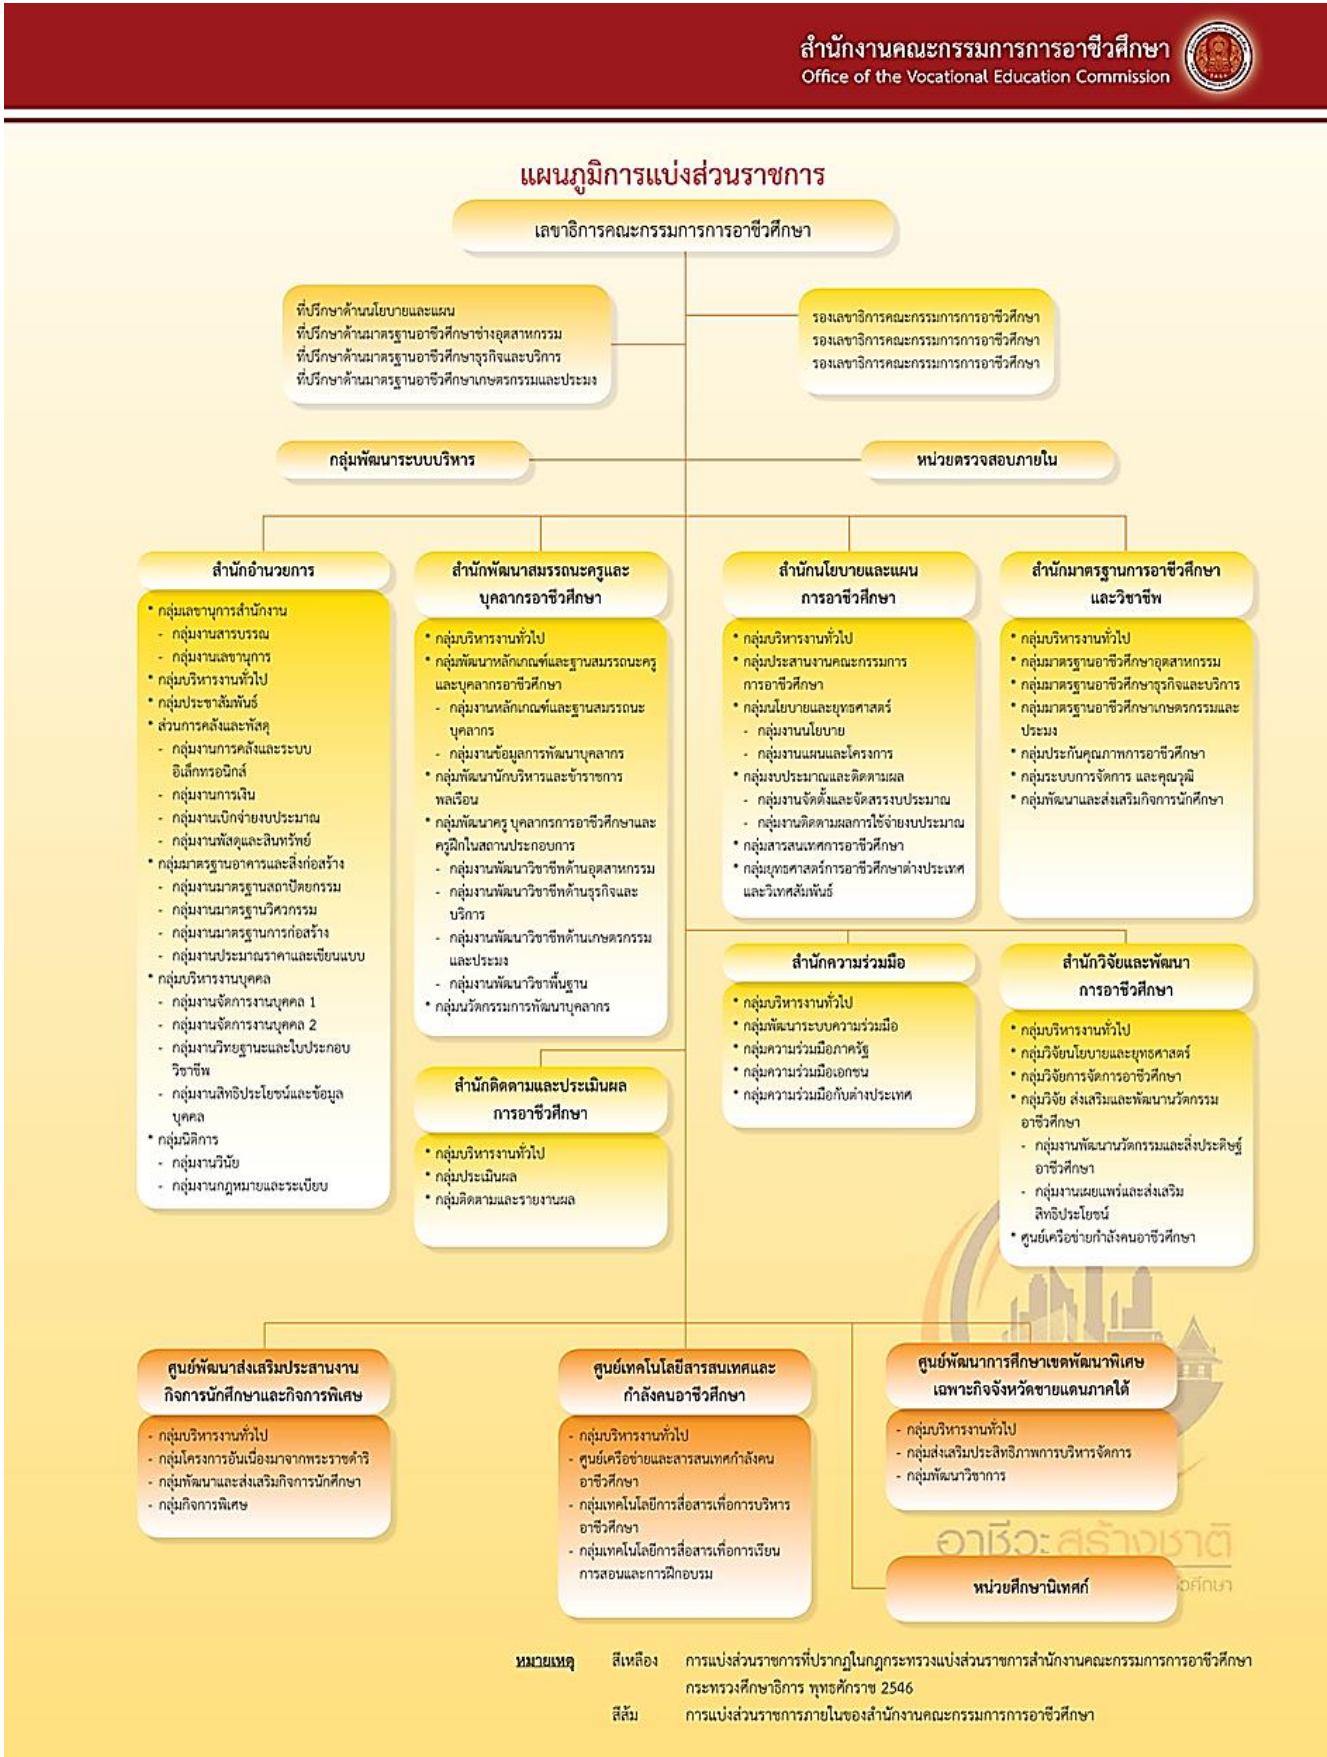 สำนักงานคณะกรรมการการอาชีวศึกษา
Office of the Vocational Education Commission
แผนภูมิการแบ่งส่วนราชการ
เลขาธิการคณะกรรมการการอาชีวศึกษา
ที่ปรึกษาด้านนโยบายและแผน
ที่ปรึกษาด้านมาตรฐานอาชีวศึกษาช่างอุตสาหกรรม
ที่ปรึกษาด้านมาตรฐานอาชีวศึกษาธุรกิจและบริการ
ที่ปรึกษาด้านมาตรฐานอาชีวศึกษาเกษตรกรรมและประมง
รองเลขาธิการคณะกรรมการการอาชีวศึกษา
รองเลขาธิการคณะกรรมการการอาชีวศึกษา
รองเลขาธิการคณะกรรมการการอาชีวศึกษา
กลุ่มพัฒนาระบบบริหาร
หน่วยตรวจสอบภายใน
สำนักอำนวยการ
* กลุ่มเลขานุการสำนักงาน
- กลุ่มงานสารบรรณ
- กลุ่มงานเลขานุการ
* กลุ่มบริหารงานทั่วไป
* กลุ่มประชาสัมพันธ์
* ส่วนการคลังและพัสดุ
- กลุ่มงานการคลังและระบบ
อิเล็กทรอนิกส์
- กลุ่มงานการเงิน
- กลุ่มงานเบิกจ่ายงบประมาณ
- กลุ่มงานพัสดุและสินทรัพย์
* กลุ่มมาตรฐานอาคารและสิ่งก่อสร้าง
- กลุ่มงานมาตรฐานสถาปัตยกรรม
- กลุ่มงานมาตรฐานวิศวกรรม
- กลุ่มงานมาตรฐานการก่อสร้าง
- กลุ่มงานประมาณราคาและเขียนแบบ
* กลุ่มบริหารงานบุคคล
- กลุ่มงานจัดการงานบุคคล 1
- กลุ่มงานจัดการงานบุคคล 2
- กลุ่มงานวิทยฐานะและใบประกอบ
วิชาชีพ
- กลุ่มงานสิทธิประโยชน์และข้อมูล
บุคคล
* กลุ่มนิติการ
- กลุ่มงานวินัย
- กลุ่มงานกฎหมายและระเบียบ
สำนักพัฒนาสมรรถนะครูและ
บุคลากรอาชีวศึกษา
* กลุ่มบริหารงานทั่วไป
* กลุ่มพัฒนาหลักเกณฑ์และฐานสมรรถนะครู
และบุคลากรอาชีวศึกษา
- กลุ่มงานหลักเกณฑ์และฐานสมรรถนะ
บุคลากร
- กลุ่มงานข้อมูลการพัฒนาบุคลากร
* กลุ่มพัฒนานักบริหารและข้าราชการ
พลเรือน
* กลุ่มพัฒนาครู บุคลากรการอาชีวศึกษาและ
ครูฝึกในสถานประกอบการ
- กลุ่มงานพัฒนาวิชาชีพด้านอุตสาหกรรม
- กลุ่มงานพัฒนาวิชาชีพด้านธุรกิจและ
บริการ
- กลุ่มงานพัฒนาวิชาชีพด้านเกษตรกรรม
และประมง
- กลุ่มงานพัฒนาวิชาพื้นฐาน
* กลุ่มนวัตกรรมการพัฒนาบุคลากร
สำนักนโยบายและแผน
การอาชีวศึกษา
* กลุ่มบริหารงานทั่วไป
* กลุ่มประสานงานคณะกรรมการ
การอาชีวศึกษา
* กลุ่มนโยบายและยุทธศาสตร์
- กลุ่มงานนโยบาย
- กลุ่มงานแผนและโครงการ
* กลุ่มงบประมาณและติดตามผล
- กลุ่มงานจัดตั้งและจัดสรรงบประมาณ
- กลุ่มงานติดตามผลการใช้จ่ายงบประมาณ
* กลุ่มสารสนเทศการอาชีวศึกษา
* กลุ่มยุทธศาสตร์การอาชีวศึกษาต่างประเทศ
และวิเทศสัมพันธ์
สำนักมาตรฐานการอาชีวศึกษา
และวิชาชีพ
* กลุ่มบริหารงานทั่วไป
* กลุ่มมาตรฐานอาชีวศึกษาอุตสาหกรรม
* กลุ่มมาตรฐานอาชีวศึกษาธุรกิจและบริการ
* กลุ่มมาตรฐานอาชีวศึกษาเกษตรกรรมและ
ประมง
* กลุ่มประกันคุณภาพการอาชีวศึกษา
* กลุ่มระบบการจัดการ และคุณวุฒิ
* กลุ่มพัฒนาและส่งเสริมกิจการนักศึกษา
สำนักความร่วมมือ
* กลุ่มบริหารงานทั่วไป
* กลุ่มพัฒนาระบบความร่วมมือ
* กลุ่มความร่วมมือภาครัฐ
* กลุ่มความร่วมมือเอกชน
* กลุ่มความร่วมมือกับต่างประเทศ
สำนักวิจัยและพัฒนา
การอาชีวศึกษา
* กลุ่มบริหารงานทั่วไป
* กลุ่มวิจัยนโยบายและยุทธศาสตร์
* กลุ่มวิจัยการจัดการอาชีวศึกษา
* กลุ่มวิจัย ส่งเสริมและพัฒนานวัตกรรม
อาชีวศึกษา
- กลุ่มงานพัฒนานวัตกรรมและสิ่งประดิษฐ์
อาชีวศึกษา
- กลุ่มงานเผยแพร่และส่งเสริม
สิทธิประโยชน์
* ศูนย์เครือข่ายกำลังคนอาชีวศึกษา
สำนักติดตามและประเมินผล
การอาชีวศึกษา
* กลุ่มบริหารงานทั่วไป
* กลุ่มประเมินผล
* กลุ่มติดตามและรายงานผล
ศูนย์พัฒนาส่งเสริมประสานงาน
กิจการนักศึกษาและกิจการพิเศษ
- กลุ่มบริหารงานทั่วไป
- กลุ่มโครงการอันเนื่องมาจากพระราชดำริ
- กลุ่มพัฒนาและส่งเสริมกิจการนักศึกษา
- กลุ่มกิจการพิเศษ
ศูนย์เทคโนโลยีสารสนเทศและ
กำลังคนอาชีวศึกษา
- กลุ่มบริหารงานทั่วไป
- ศูนย์เครือข่ายและสารสนเทศกำลังคน
อาชีวศึกษา
- กลุ่มเทคโนโลยีการสื่อสารเพื่อการบริหาร
อาชีวศึกษา
- กลุ่มเทคโนโลยีการสื่อสารเพื่อการเรียน
การสอนและการฝึกอบรม
ศูนย์พัฒนาการศึกษาเขตพัฒนาพิเศษ
เฉพาะกิจจังหวัดชายแดนภาคใต้
- กลุ่มบริหารงานทั่วไป
- กลุ่มส่งเสริมประสิทธิภาพการบริหารจัดการ
- กลุ่มพัฒนาวิชาการ
อาชีวะสร้างชาติ
หน่วยศึกษานิเทศก์
หมายเหตุ สีเหลือง การแบ่งส่วนราชการที่ปรากฏในกฎกระทรวงแบ่งส่วนราชการสำนักงานคณะกรรมการการอาชีวศึกษา
กระทรวงศึกษาธิการ พุทธศักราช 2546
สีส้ม การแบ่งส่วนราชการภายในของสำนักงานคณะกรรมการการอาชีวศึกษา